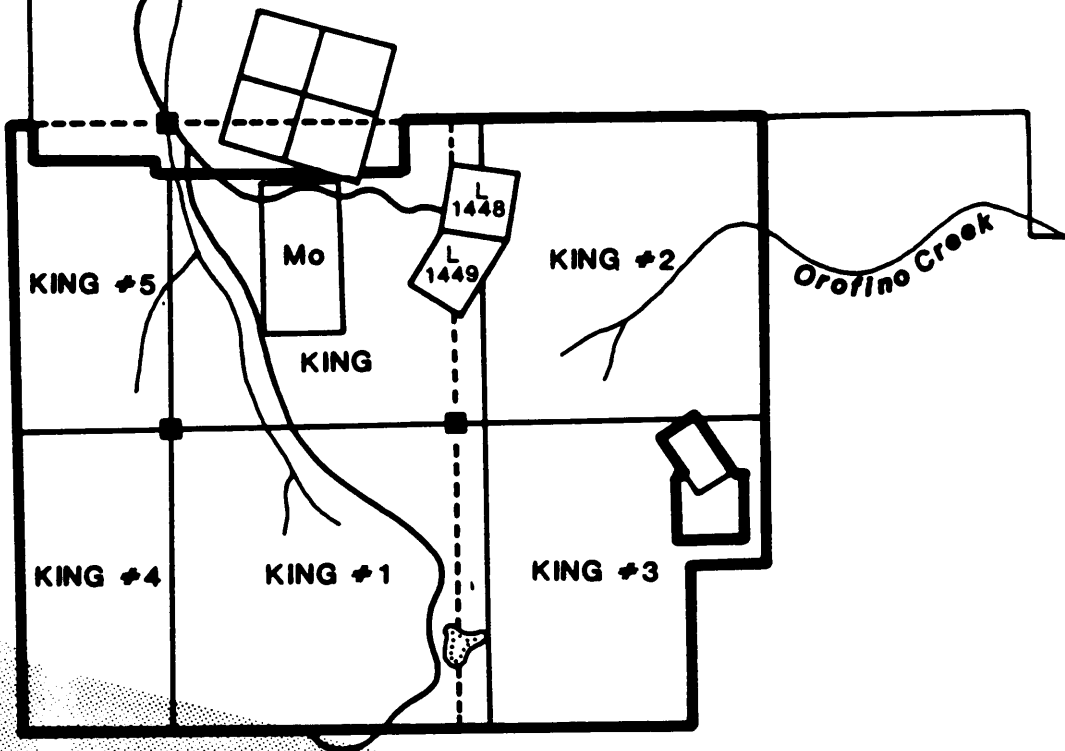 L
1448
L
1449
Mo
KING #5
KING #2
Orofino Creek
KING
KING #4
KING #1
KING #3